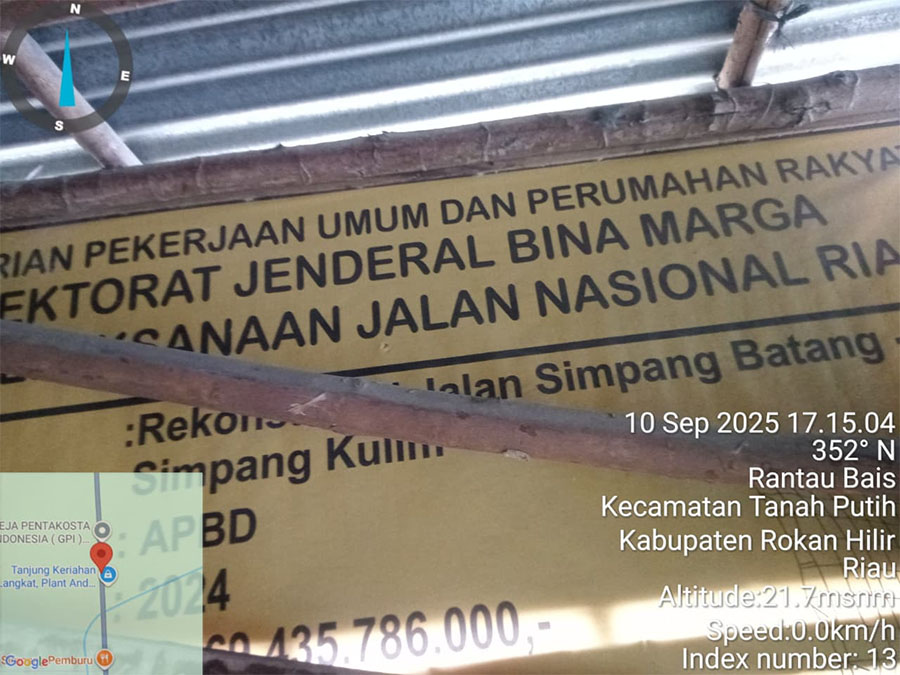 N
W
E
S
RIAN PEKERJAAN UMUM DAN PERUMAHAN RAKYA
EKTORAT JENDERAL BINA MARGA
KSANAAN JALAN NASIONAL RIA
:Rekons Jalan Simpang Batang -
Simpang Kulim
: APBD
: 2024
435.786.000,-
10 Sep 2025 17.15.04
352° N
Rantau Bais
Kecamatan Tanah Putih
Kabupaten Rokan Hilir
Riau
Altitude:21.7msnm
Speed:0.0km/h
Index number: 13
EJA PENTAKOSTA
NDONESIA ( GPI )...
Tanjung Keriahan
Langkat, Plant And...
Google
Pemburu